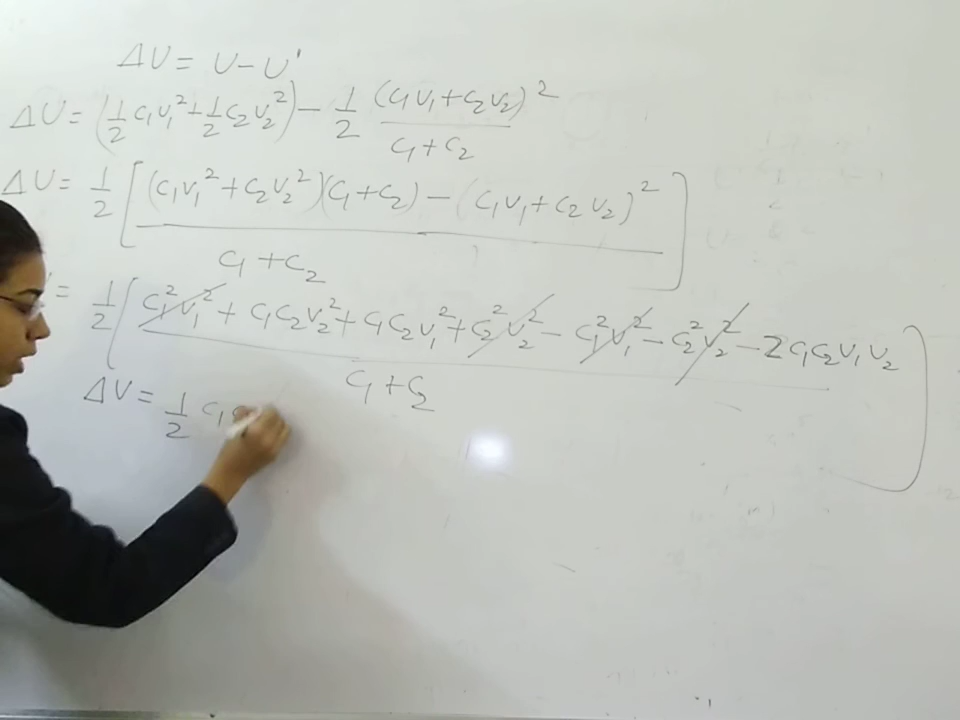 ΔU = U - U'
ΔU = (1/2 C₁V₁² + 1/2 C₂V₂²) - 1/2 (C₁V₁ + C₂V₂)² / C₁ + C₂
ΔU = 1/2 [(C₁V₁² + C₂V₂²)(C₁ + C₂) - (C₁V₁ + C₂V₂)² / C₁ + C₂]
= 1/2 [C₁²V₁² + C₁C₂V₂² + C₁C₂V₁² + C₂²V₂² - C₁²V₁² - C₂²V₂² - 2C₁C₂V₁V₂ / C₁ + C₂]
ΔU = 1/2 C₁